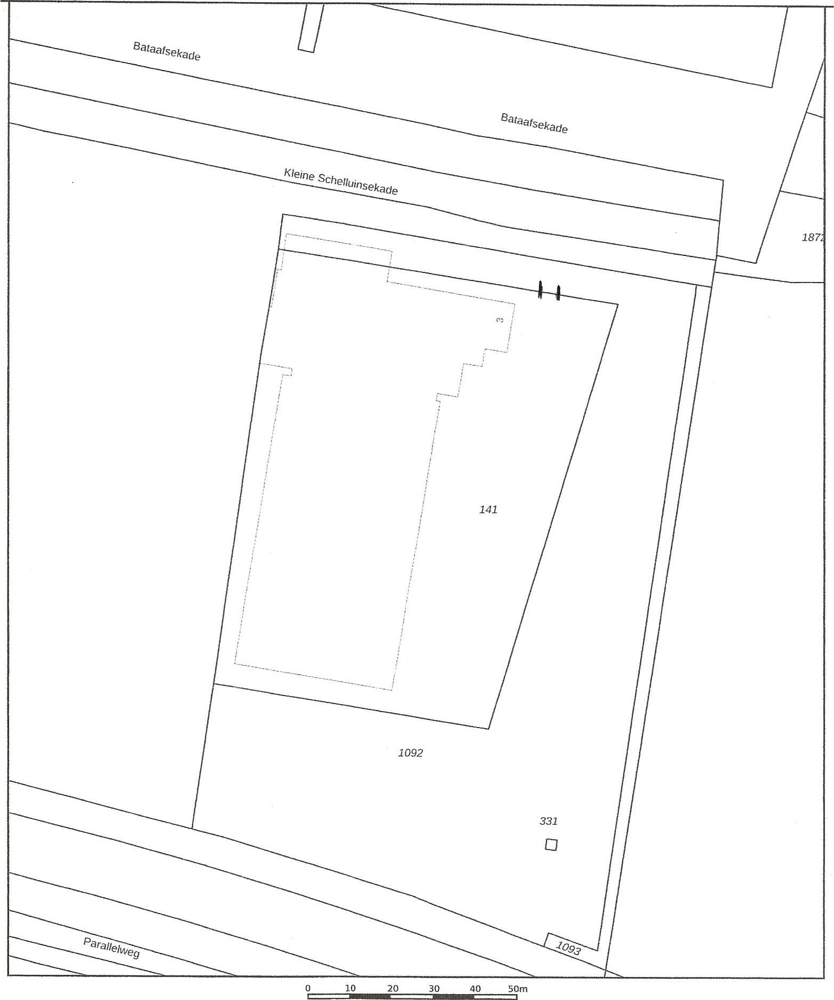 Bataafsekade
Bataafsekade
Kleine Schelluinsekade
1872
3
141
1092
331
1093
Parallelweg
0 10 20 30 40 50m